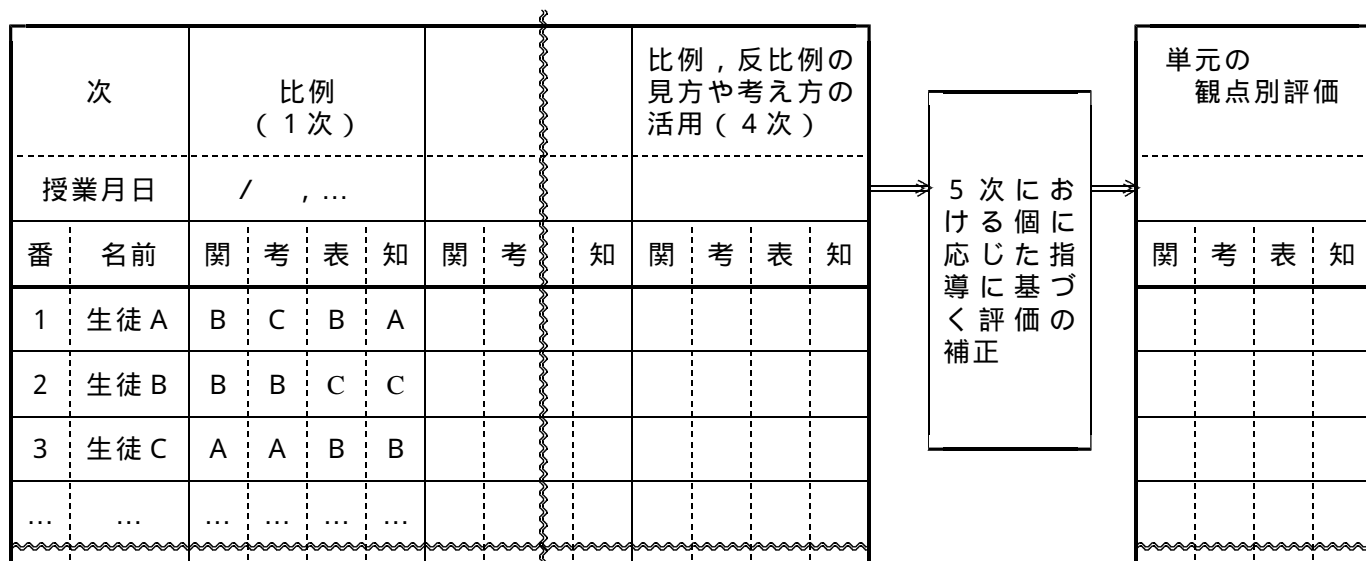 次
比例
(1次)
比例,反比例の
見方や考え方の
活用(4次)
授業月日
/ ,…
番 名前 関 考 表 知 関 考 知 関 考 表 知
1 生徒A B C B A
2 生徒B B B C C
3 生徒C A A B B
… … … … … …
5次にお
ける個に
応じた指
導に基づ
く評価の
補正
単元の
観点別評価
関 考 表 知